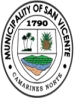 MUNICIPALITY OF SAN VICENTE
1790
CAMARINES NORTE